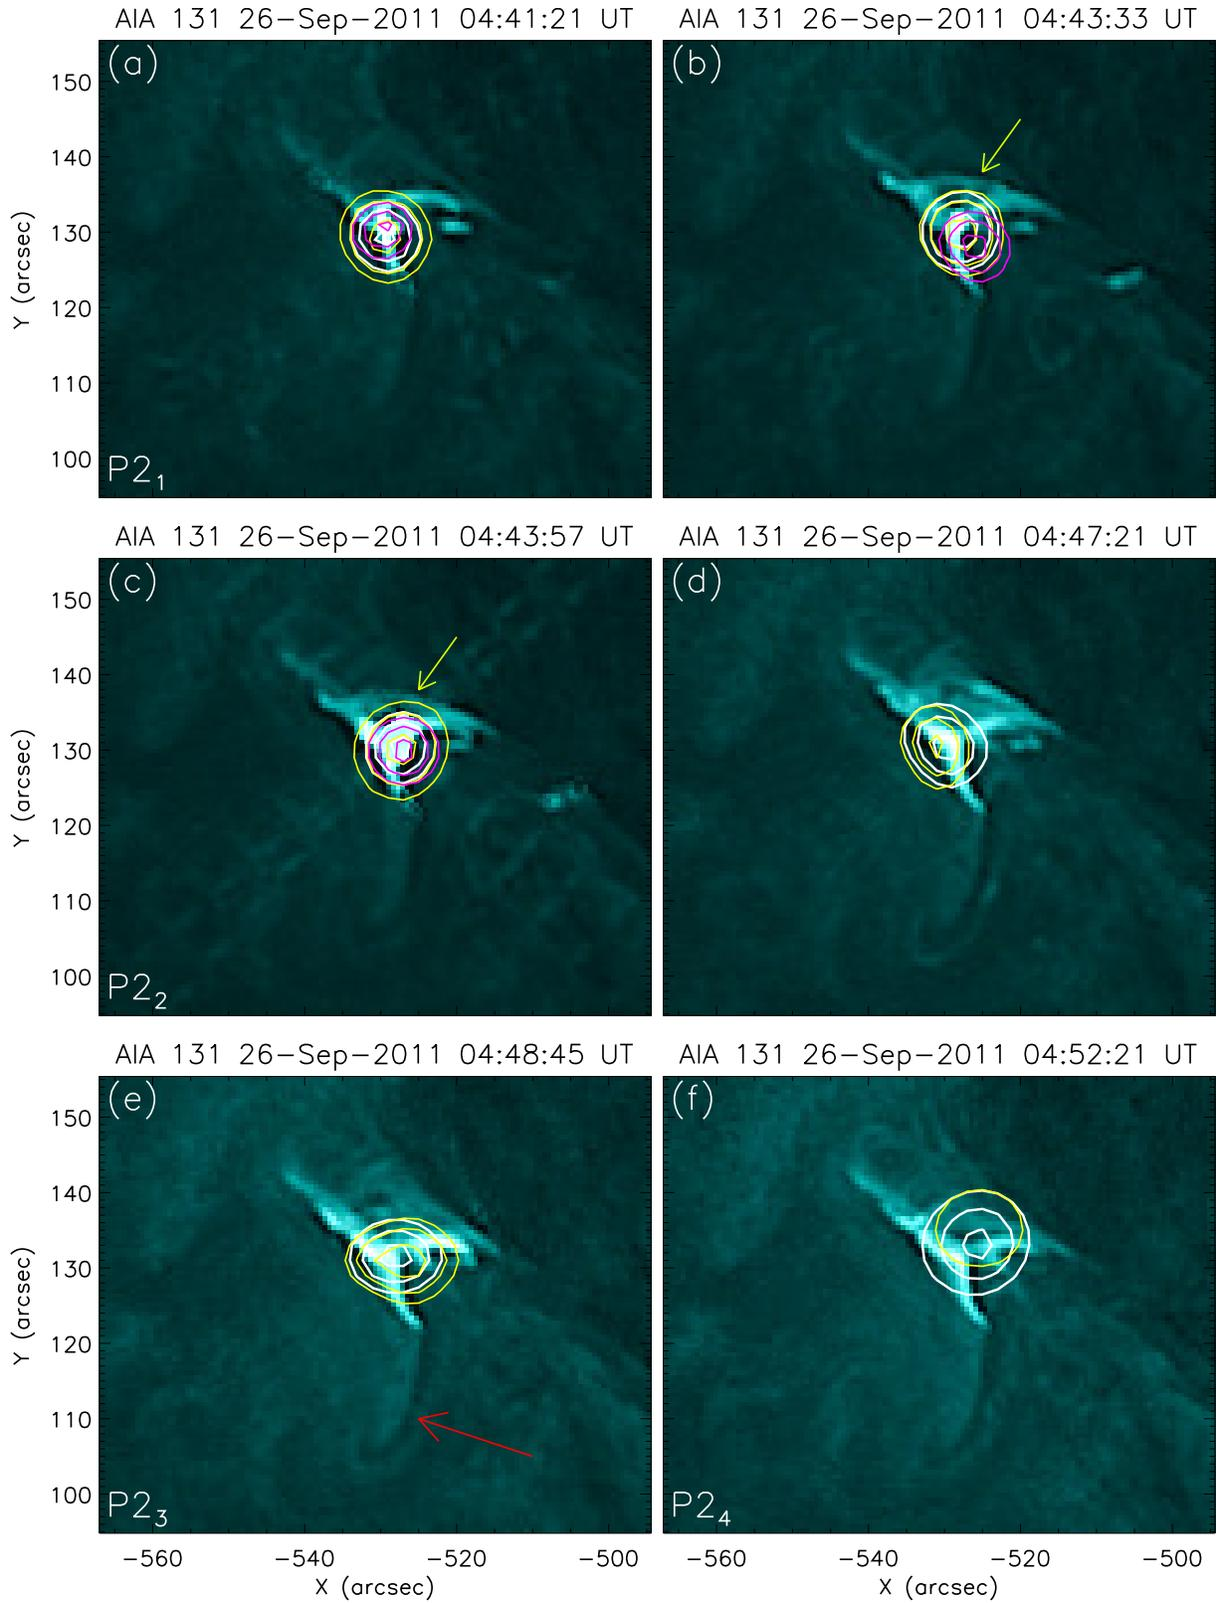 AIA 131 26-Sep-2011 04:41:21 UT
AIA 131 26-Sep-2011 04:43:33 UT
(a)
(b)
150
140
130
120
110
100
Y (arcsec)
P2₁
AIA 131 26-Sep-2011 04:43:57 UT
AIA 131 26-Sep-2011 04:47:21 UT
(c)
(d)
150
140
130
120
110
100
Y (arcsec)
P2₂
AIA 131 26-Sep-2011 04:48:45 UT
AIA 131 26-Sep-2011 04:52:21 UT
(e)
(f)
150
140
130
120
110
100
Y (arcsec)
P2₃
P2₄
-560 -540 -520 -500
-560 -540 -520 -500
X (arcsec)
X (arcsec)